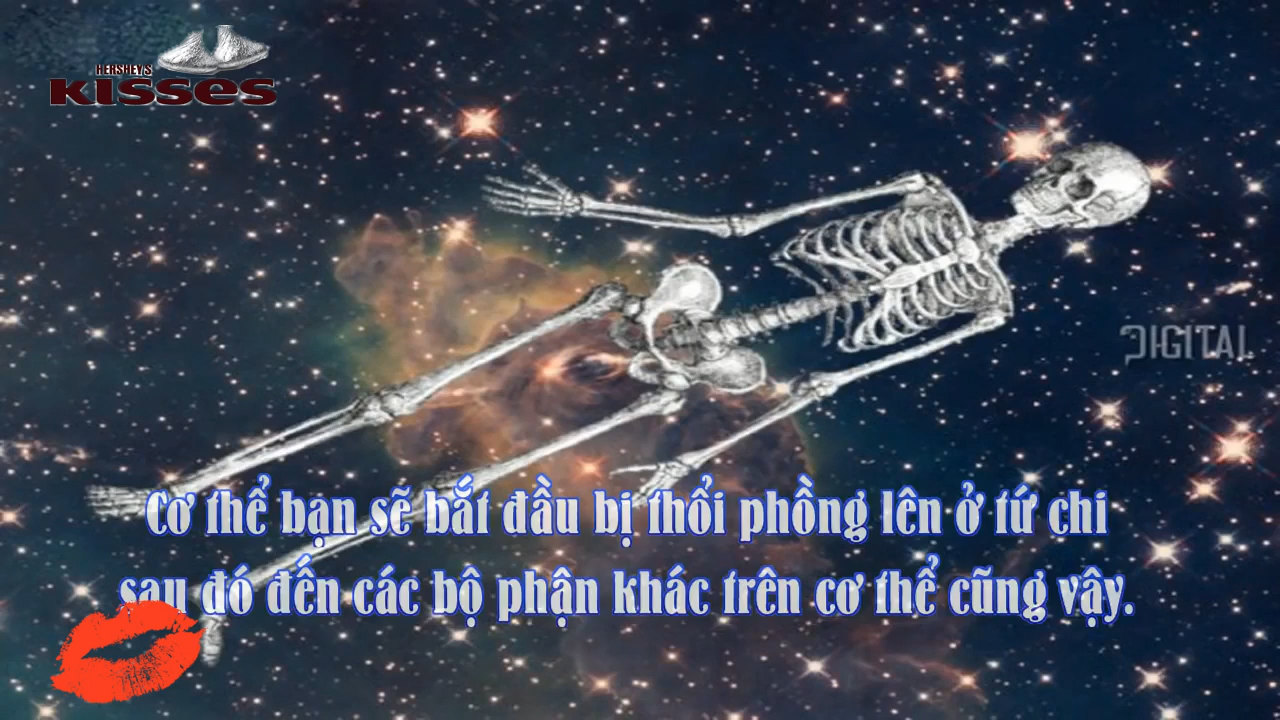 HERSHEY'S
KISSES
DIGITAL
Cơ thể bạn sẽ bắt đầu bị thổi phồng lên ở tứ chi
sau đó đến các bộ phận khác trên cơ thể cũng vậy.